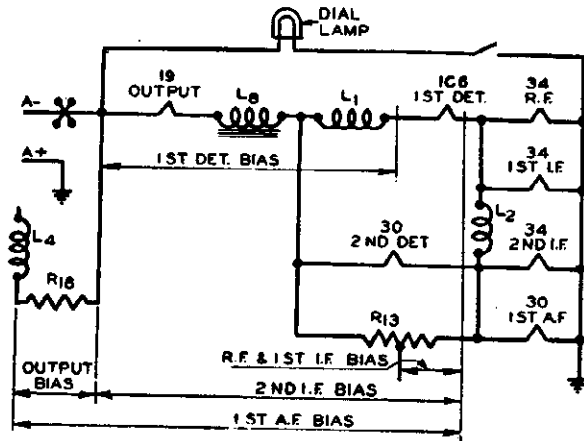 DIAL
LAMP
19
OUTPUT
L8
L1
1C6
1ST DET.
34
R.F.
A-
A+
1ST DET. BIAS
34
1ST I.F.
L4
L2
30
2ND DET
34
2ND I.F.
R18
R13
30
1ST A.F.
R.F. & 1ST I.F. BIAS
OUTPUT
BIAS
2ND I.F. BIAS
1ST A.F. BIAS